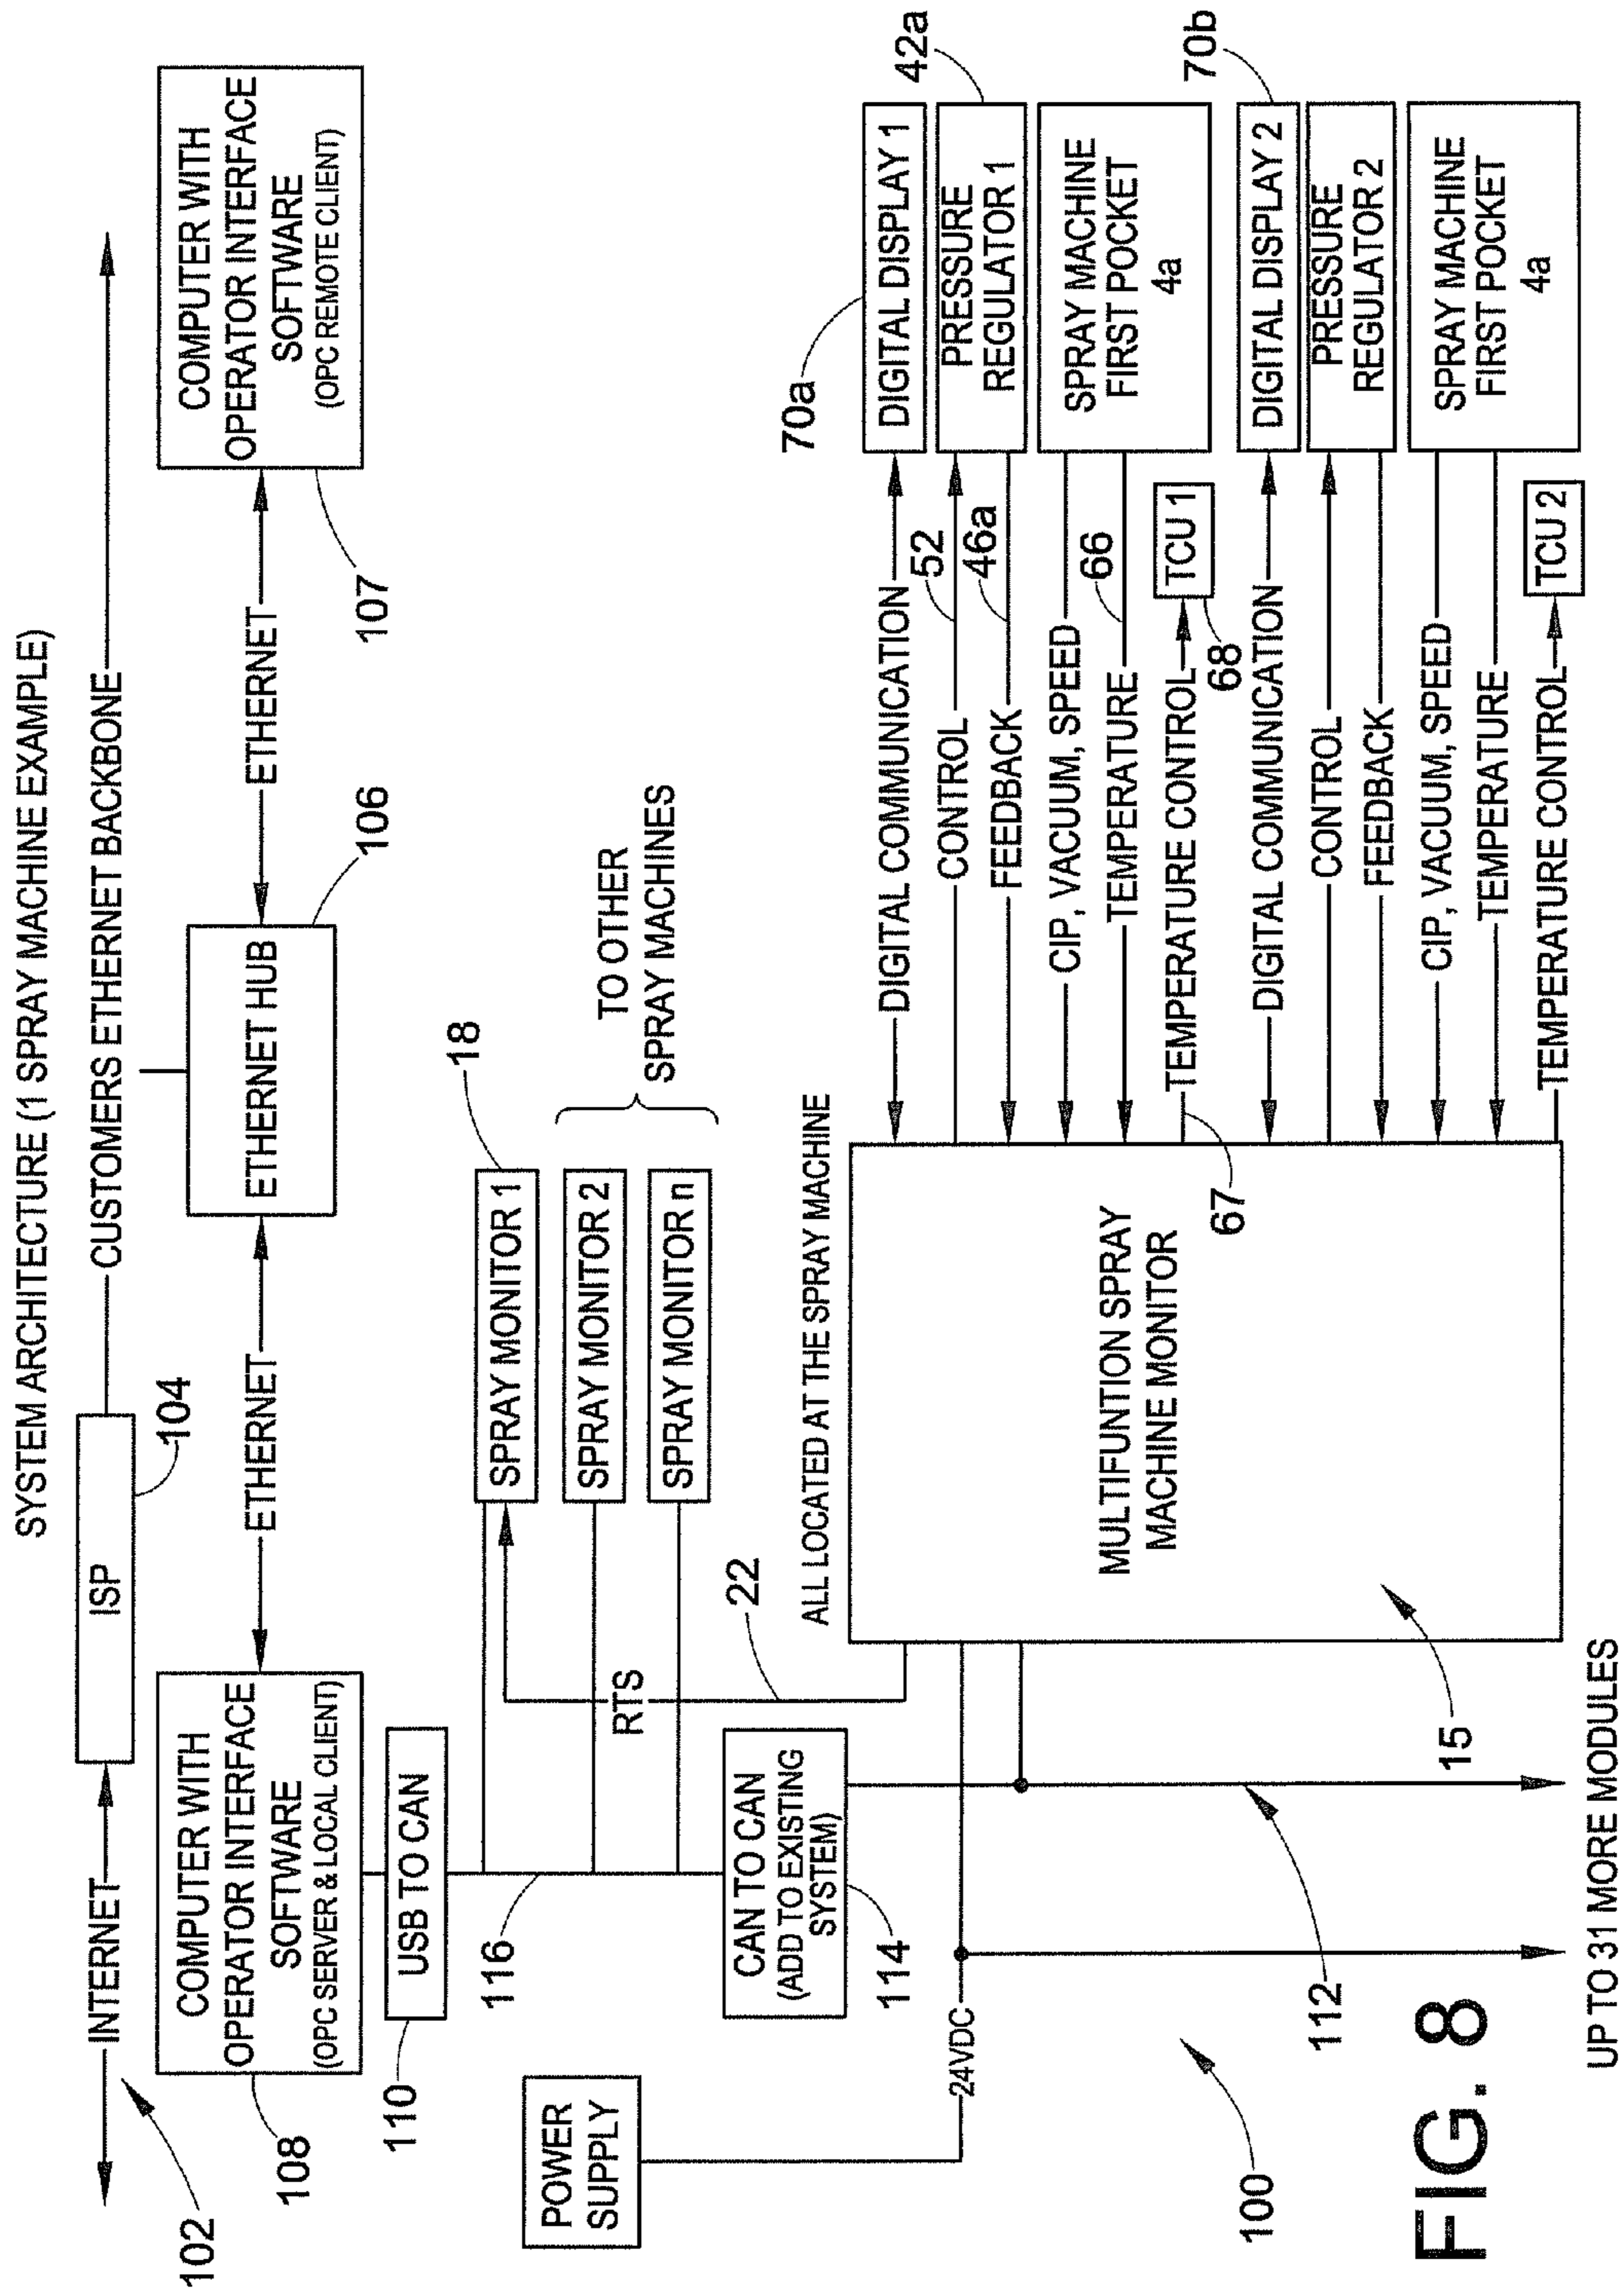 SYSTEM ARCHITECTURE (1 SPRAY MACHINE EXAMPLE)
INTERNET
102
ISP
104
CUSTOMERS ETHERNET BACKBONE
COMPUTER WITH
OPERATOR INTERFACE
SOFTWARE
(OPC SERVER & LOCAL CLIENT)
108
ETHERNET
ETHERNET HUB
106
ETHERNET
COMPUTER WITH
OPERATOR INTERFACE
SOFTWARE
(OPC REMOTE CLIENT)
107
USB TO CAN
110
116
SPRAY MONITOR 1
18
SPRAY MONITOR 2
SPRAY MONITOR n
TO OTHER
SPRAY MACHINES
RTS
22
CAN TO CAN
(ADD TO EXISTING
SYSTEM)
114
POWER
SUPPLY
24VDC
ALL LOCATED AT THE SPRAY MACHINE
MULTIFUNTION SPRAY
MACHINE MONITOR
15
67
DIGITAL COMMUNICATION
70a
DIGITAL DISPLAY 1
CONTROL
52
PRESSURE
REGULATOR 1
42a
FEEDBACK
46a
CIP, VACUUM, SPEED
SPRAY MACHINE
FIRST POCKET
4a
TEMPERATURE
66
TEMPERATURE CONTROL
TCU 1
68
DIGITAL COMMUNICATION
DIGITAL DISPLAY 2
70b
CONTROL
PRESSURE
REGULATOR 2
FEEDBACK
CIP, VACUUM, SPEED
SPRAY MACHINE
FIRST POCKET
4a
TEMPERATURE
TEMPERATURE CONTROL
TCU 2
100
112
UP TO 31 MORE MODULES
FIG. 8